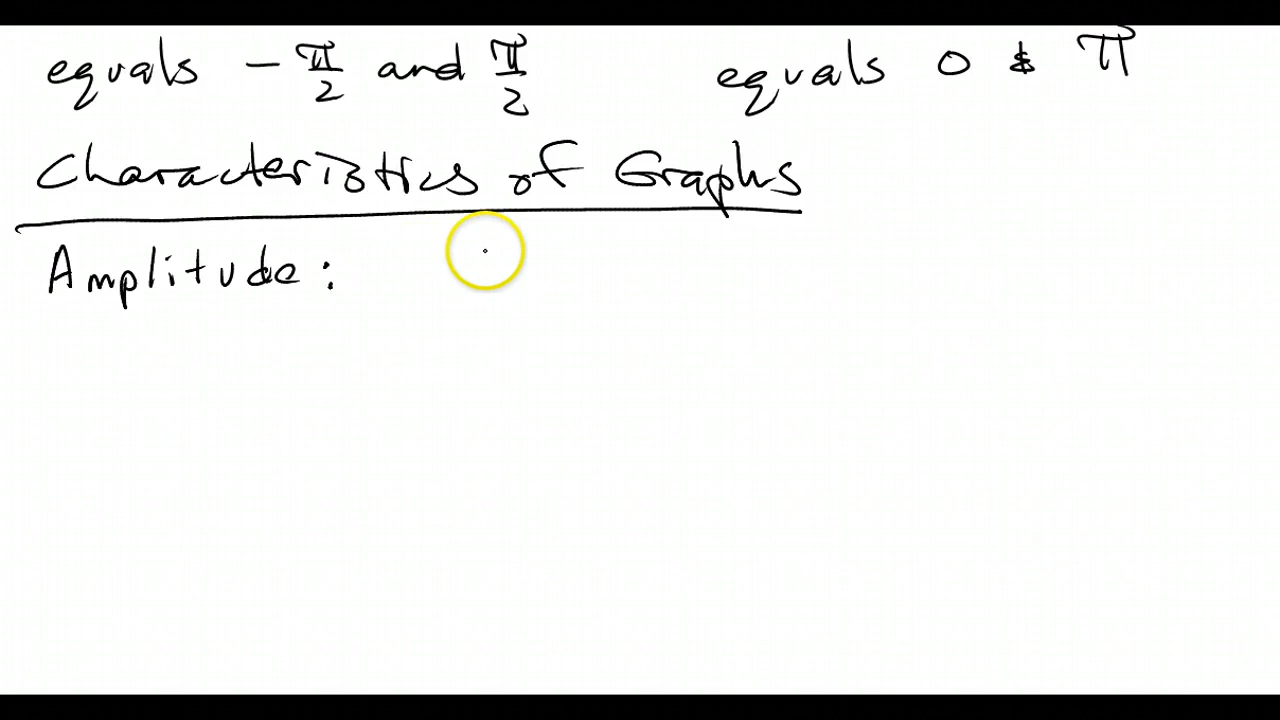 equals - π/2 and π/2 equals 0 & π
Characteristics of Graphs
Amplitude: